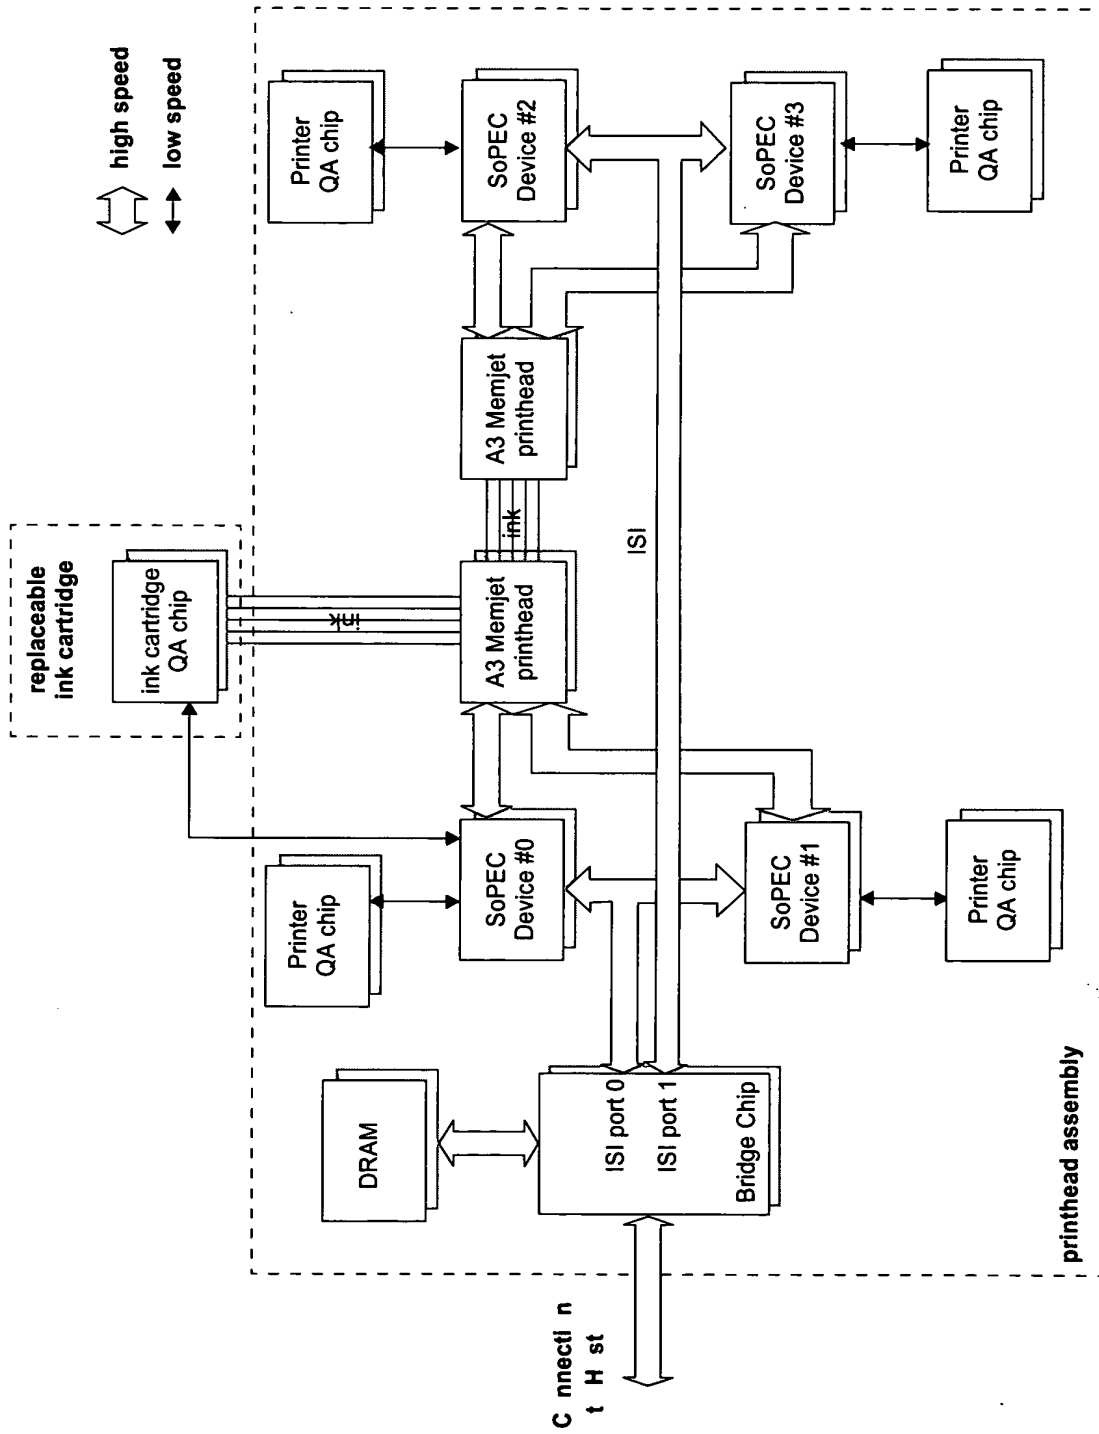 high speed
low speed
replaceable
ink cartridge
ink cartridge
QA chip
ink
Printer
QA chip
Printer
QA chip
DRAM
SoPEC
Device #0
A3 Memjet
printhead
ink
A3 Memjet
printhead
SoPEC
Device #2
C nnecti n
t H st
ISI port 0
ISI port 1
Bridge Chip
ISI
SoPEC
Device #1
SoPEC
Device #3
Printer
QA chip
Printer
QA chip
printhead assembly